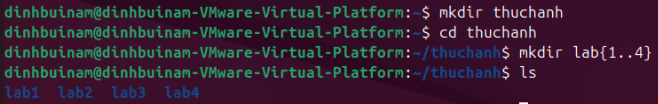 dinhbuinam@dinhbuinam-VMware-Virtual-Platform:~$ mkdir thuchanh
dinhbuinam@dinhbuinam-VMware-Virtual-Platform:~$ cd thuchanh
dinhbuinam@dinhbuinam-VMware-Virtual-Platform:~/thuchanh$ mkdir lab{1..4}
dinhbuinam@dinhbuinam-VMware-Virtual-Platform:~/thuchanh$ ls
lab1  lab2  lab3  lab4